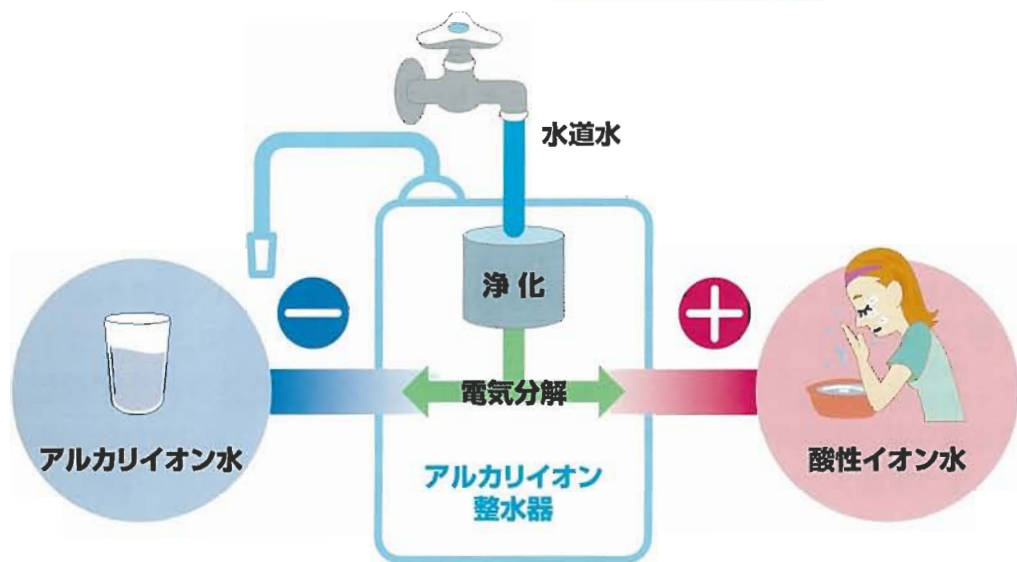 水道水
浄化
電気分解
アルカリイオン水
酸性イオン水
アルカリイオン
整水器